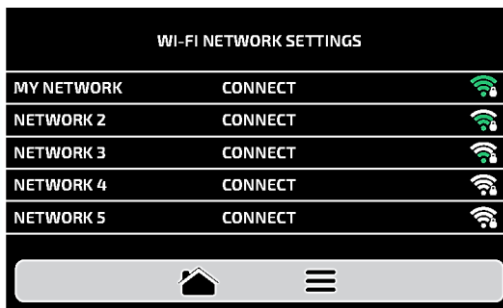 WI-FI NETWORK SETTINGS
MY NETWORK CONNECT
NETWORK 2 CONNECT
NETWORK 3 CONNECT
NETWORK 4 CONNECT
NETWORK 5 CONNECT